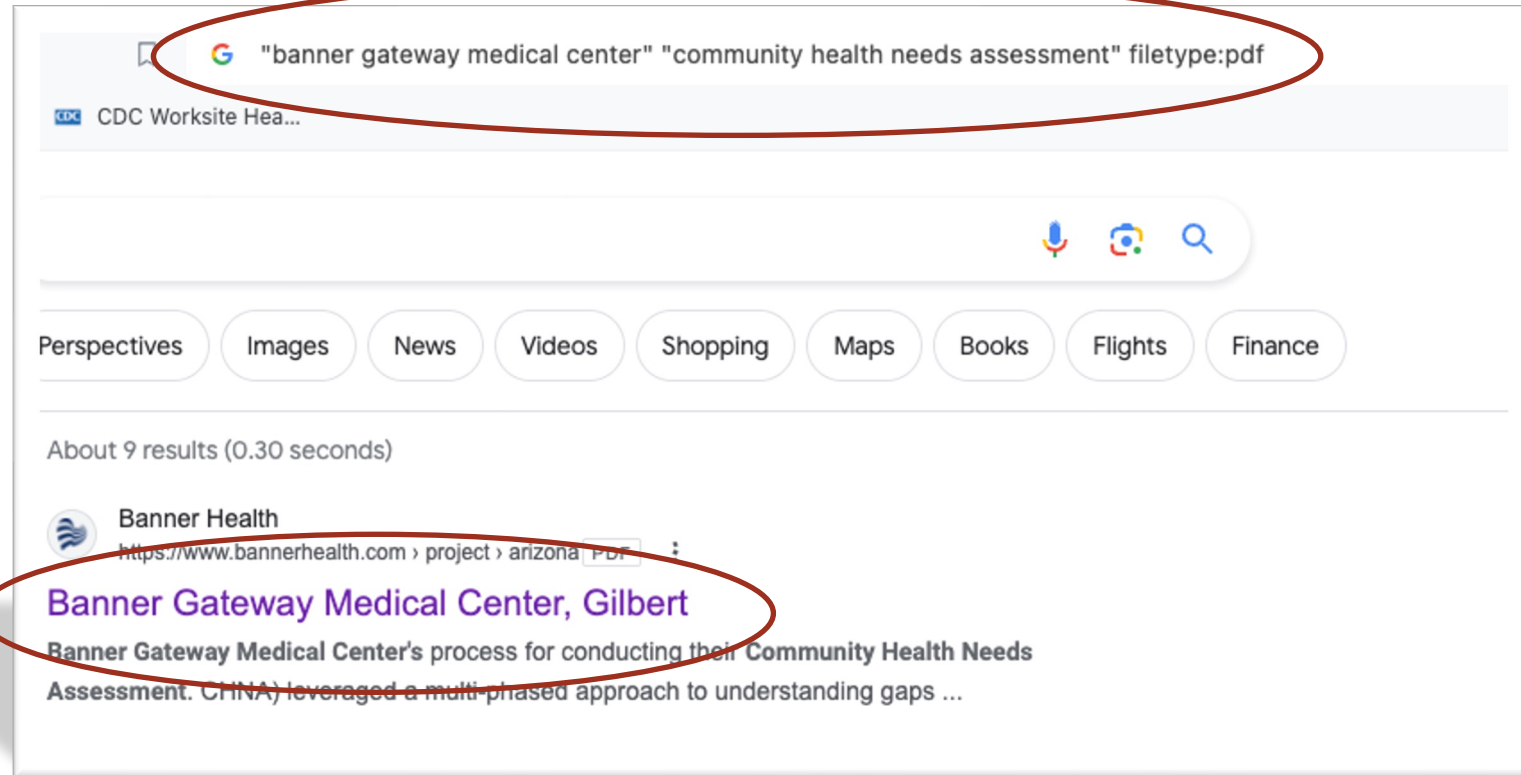 "banner gateway medical center" "community health needs assessment" filetype:pdf
CDC CDC Worksite Hea...
Perspectives Images News Videos Shopping Maps Books Flights Finance
About 9 results (0.30 seconds)
Banner Health
https://www.bannerhealth.com › project › arizona PDF
Banner Gateway Medical Center, Gilbert
Banner Gateway Medical Center's process for conducting their Community Health Needs
Assessment. CHNA) leveraged a multi-phased approach to understanding gaps ...